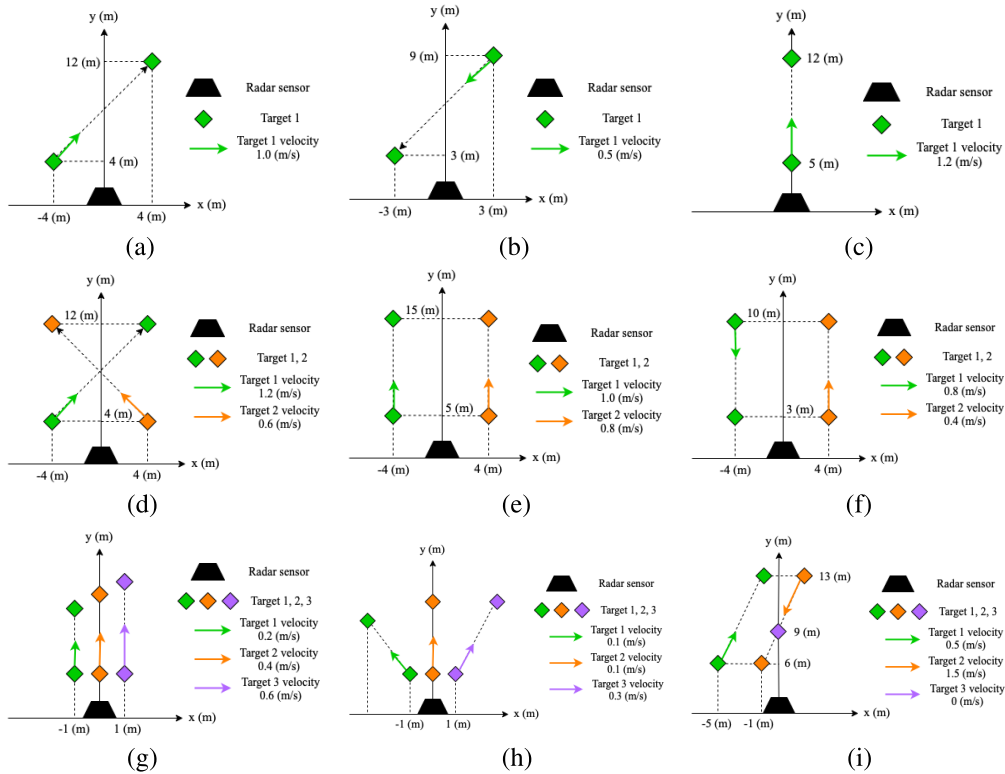 y (m)
12 (m)
4 (m)
-4 (m)
4 (m)
x (m)
Radar sensor
Target 1
Target 1 velocity
1.0 (m/s)
(a)
y (m)
9 (m)
3 (m)
-3 (m)
3 (m)
x (m)
Radar sensor
Target 1
Target 1 velocity
0.5 (m/s)
(b)
y (m)
12 (m)
5 (m)
x (m)
Radar sensor
Target 1
Target 1 velocity
1.2 (m/s)
(c)
y (m)
12 (m)
4 (m)
-4 (m)
4 (m)
x (m)
Radar sensor
Target 1, 2
Target 1 velocity
1.2 (m/s)
Target 2 velocity
0.6 (m/s)
(d)
y (m)
15 (m)
5 (m)
-4 (m)
4 (m)
x (m)
Radar sensor
Target 1, 2
Target 1 velocity
1.0 (m/s)
Target 2 velocity
0.8 (m/s)
(e)
y (m)
10 (m)
3 (m)
-4 (m)
4 (m)
x (m)
Radar sensor
Target 1, 2
Target 1 velocity
0.8 (m/s)
Target 2 velocity
0.4 (m/s)
(f)
y (m)
-1 (m)
1 (m)
x (m)
Radar sensor
Target 1, 2, 3
Target 1 velocity
0.2 (m/s)
Target 2 velocity
0.4 (m/s)
Target 3 velocity
0.6 (m/s)
(g)
y (m)
-1 (m)
1 (m)
x (m)
Radar sensor
Target 1, 2, 3
Target 1 velocity
0.1 (m/s)
Target 2 velocity
0.1 (m/s)
Target 3 velocity
0.3 (m/s)
(h)
y (m)
13 (m)
9 (m)
6 (m)
-5 (m)
-1 (m)
x (m)
Radar sensor
Target 1, 2, 3
Target 1 velocity
0.5 (m/s)
Target 2 velocity
1.5 (m/s)
Target 3 velocity
0 (m/s)
(i)